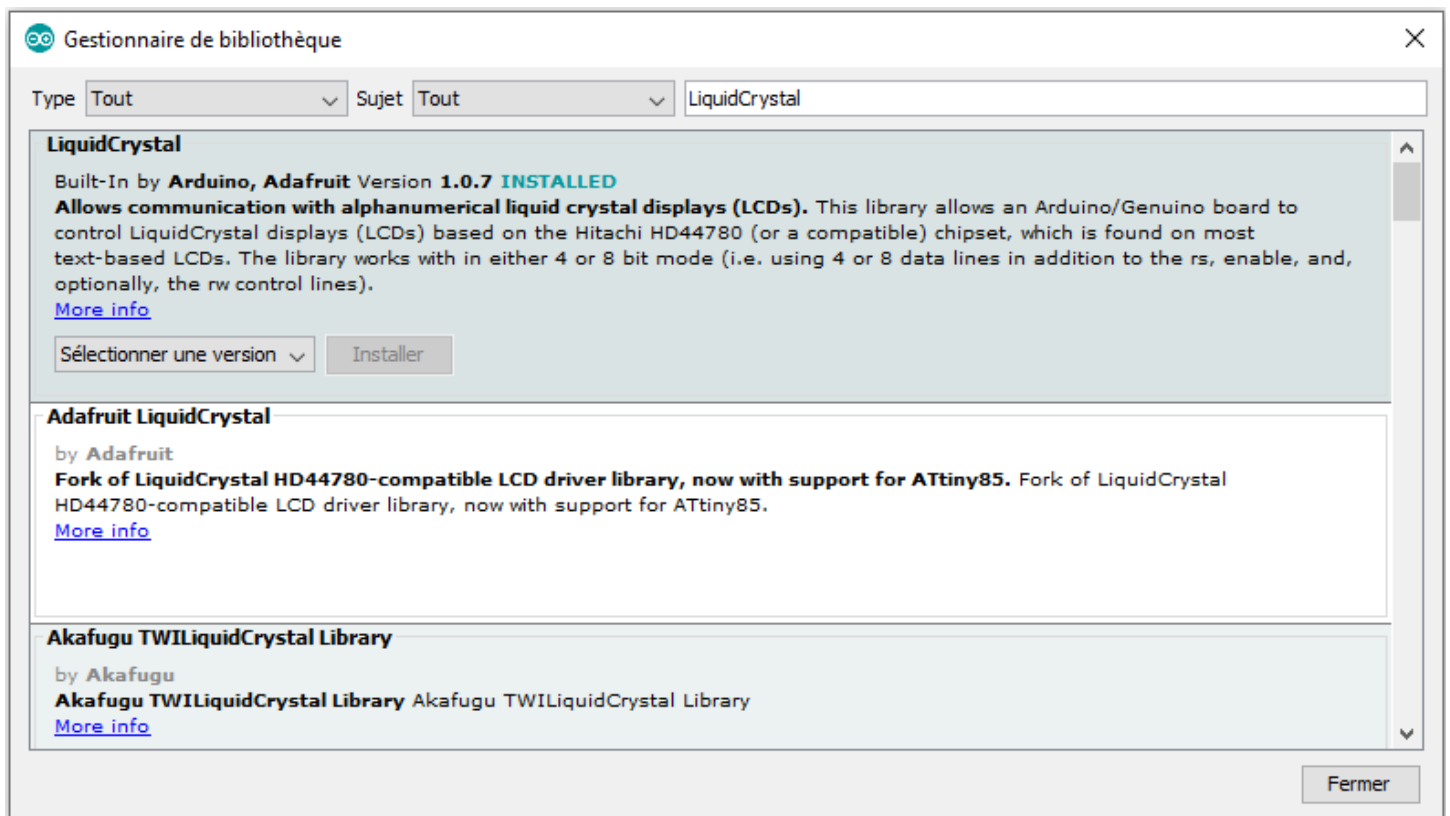 Gestionnaire de bibliothèque
Type Tout Sujet Tout LiquidCrystal
LiquidCrystal
Built-In by Arduino, Adafruit Version 1.0.7 INSTALLED
Allows communication with alphanumerical liquid crystal displays (LCDs). This library allows an Arduino/Genuino board to
control LiquidCrystal displays (LCDs) based on the Hitachi HD44780 (or a compatible) chipset, which is found on most
text-based LCDs. The library works with in either 4 or 8 bit mode (i.e. using 4 or 8 data lines in addition to the rs, enable, and,
optionally, the rw control lines).
More info
Sélectionner une version Installer
Adafruit LiquidCrystal
by Adafruit
Fork of LiquidCrystal HD44780-compatible LCD driver library, now with support for ATtiny85. Fork of LiquidCrystal
HD44780-compatible LCD driver library, now with support for ATtiny85.
More info
Akafugu TWILiquidCrystal Library
by Akafugu
Akafugu TWILiquidCrystal Library Akafugu TWILiquidCrystal Library
More info
Fermer